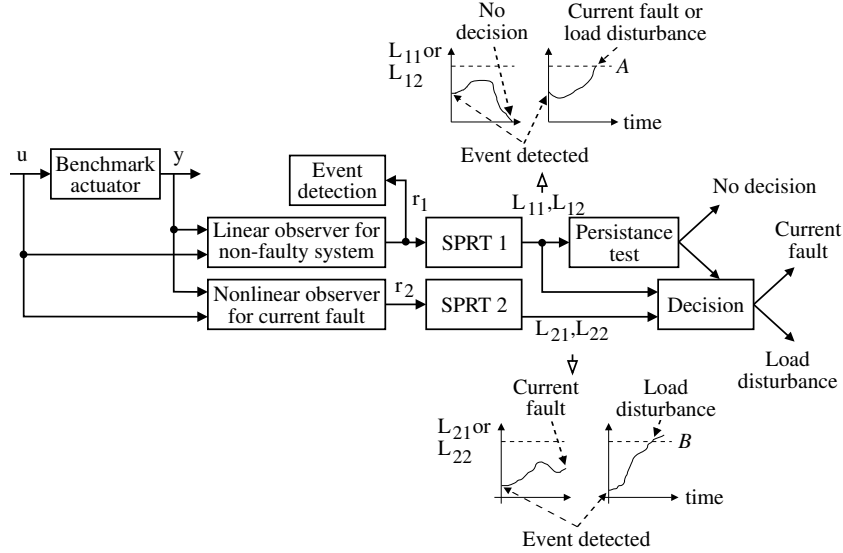 No
decision
Current fault or
load disturbance
L11 or
L12
A
time
Event detected
u
Benchmark
actuator
y
Event
detection
r1
L11,L12
No decision
Linear observer for
non-faulty system
SPRT 1
Persistance
test
Current
fault
Nonlinear observer
for current fault
r2
SPRT 2
Decision
L21,L22
Load
disturbance
Current
fault
Load
disturbance
L21 or
L22
B
time
Event detected